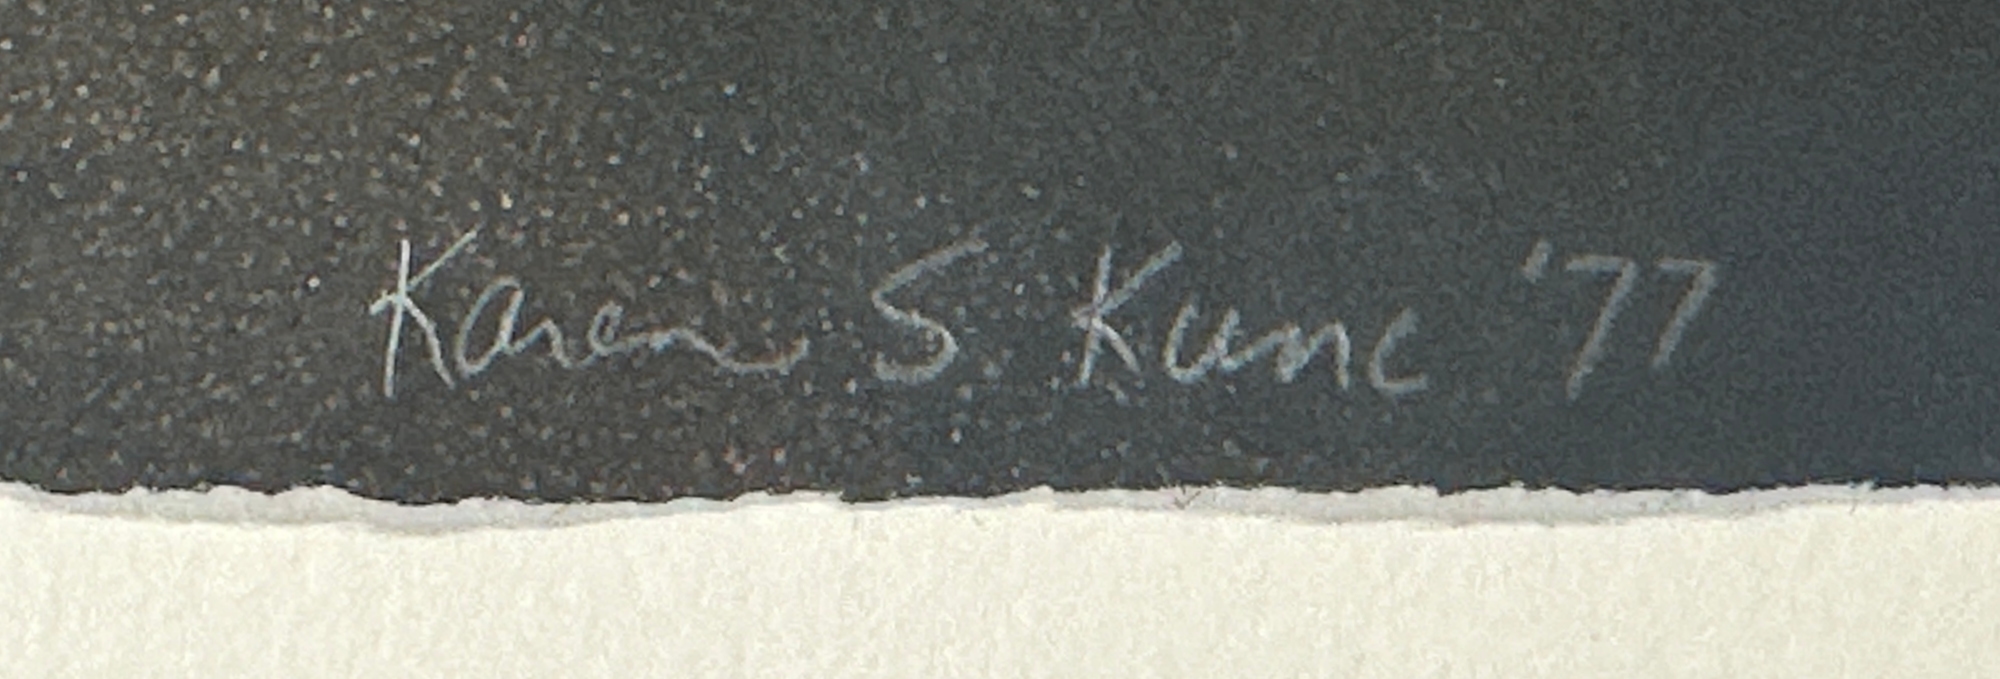 Karen S Kunc '77